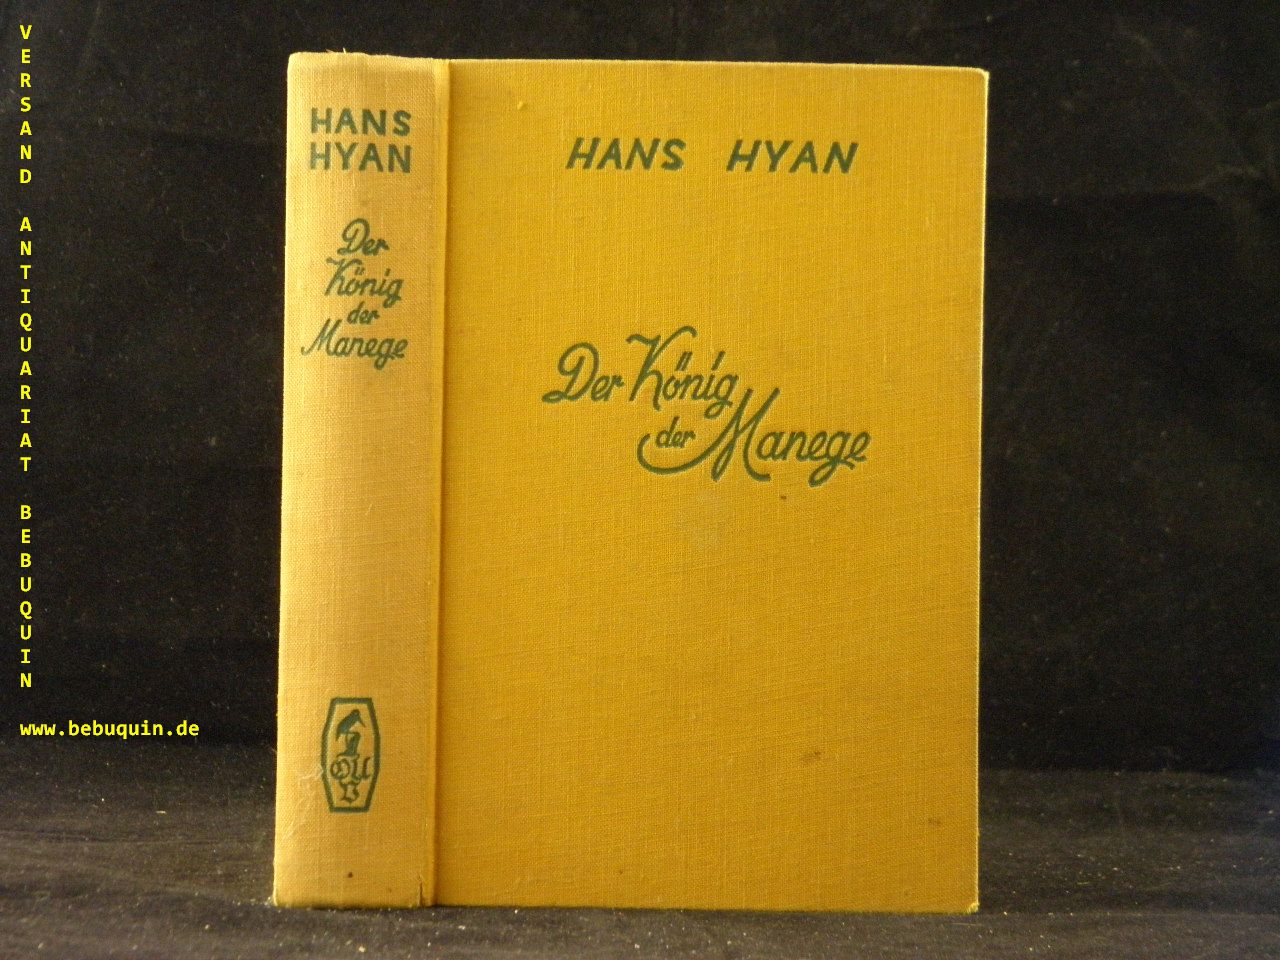 VERSAND ANTIQUARIAT BEBUQUIN
www.bebuquin.de
HANS
HYAN
Der
König
der
Manege
HANS HYAN
Der König
der Manege